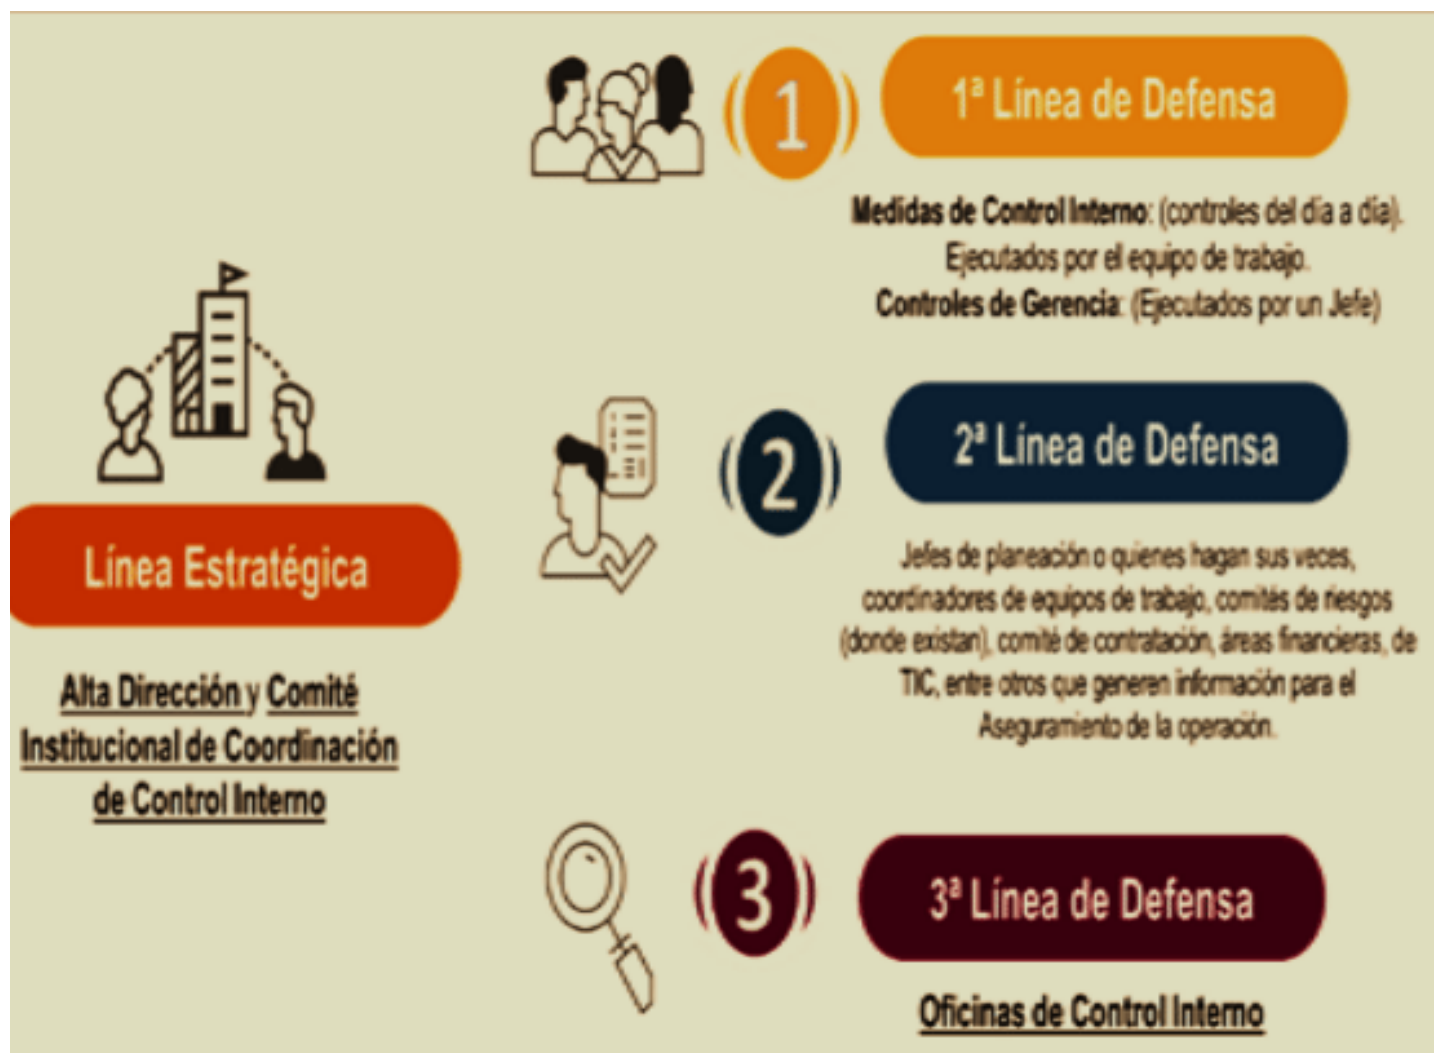 Línea Estratégica
Alta Dirección y Comité
Institucional de Coordinación
de Control Interno
1
1ª Línea de Defensa
Medidas de Control Interno: (controles del día a día).
Ejecutados por el equipo de trabajo.
Controles de Gerencia: (Ejecutados por un Jefe)
2
2ª Línea de Defensa
Jefes de planeación o quienes hagan sus veces,
coordinadores de equipos de trabajo, comités de riesgos
(donde existan), comité de contratación, áreas financieras, de
TIC, entre otros que generen información para el
Aseguramiento de la operación.
3
3ª Línea de Defensa
Oficinas de Control Interno